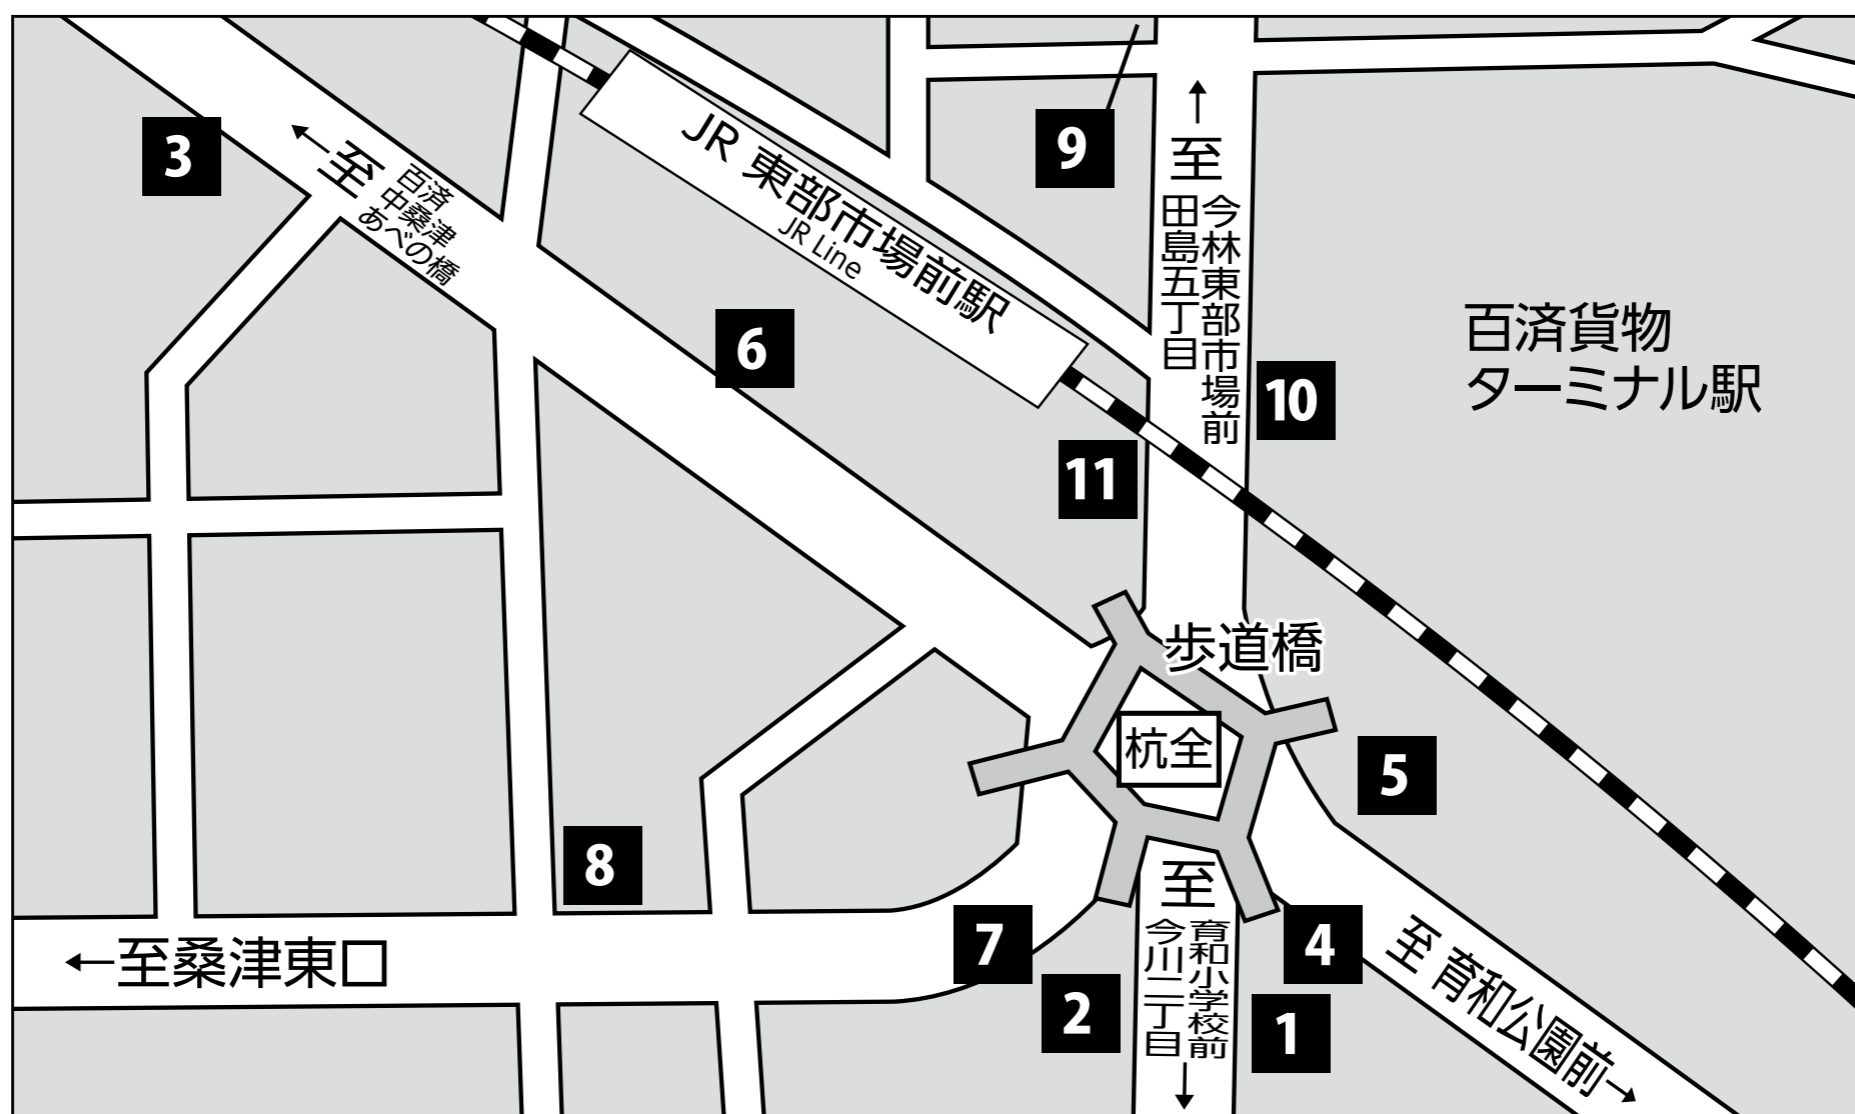 3
←至
百済
中桑津
あべの橋
JR 東部市場前駅
JR Line
9
↑
至
今林東部市場前
田島五丁目
6
10
11
百済貨物
ターミナル駅
歩道橋
杭全
5
8
7
至
育和小学校前
今川二丁目
↓
4
2
1
←至桑津東口
至 育和公園前→